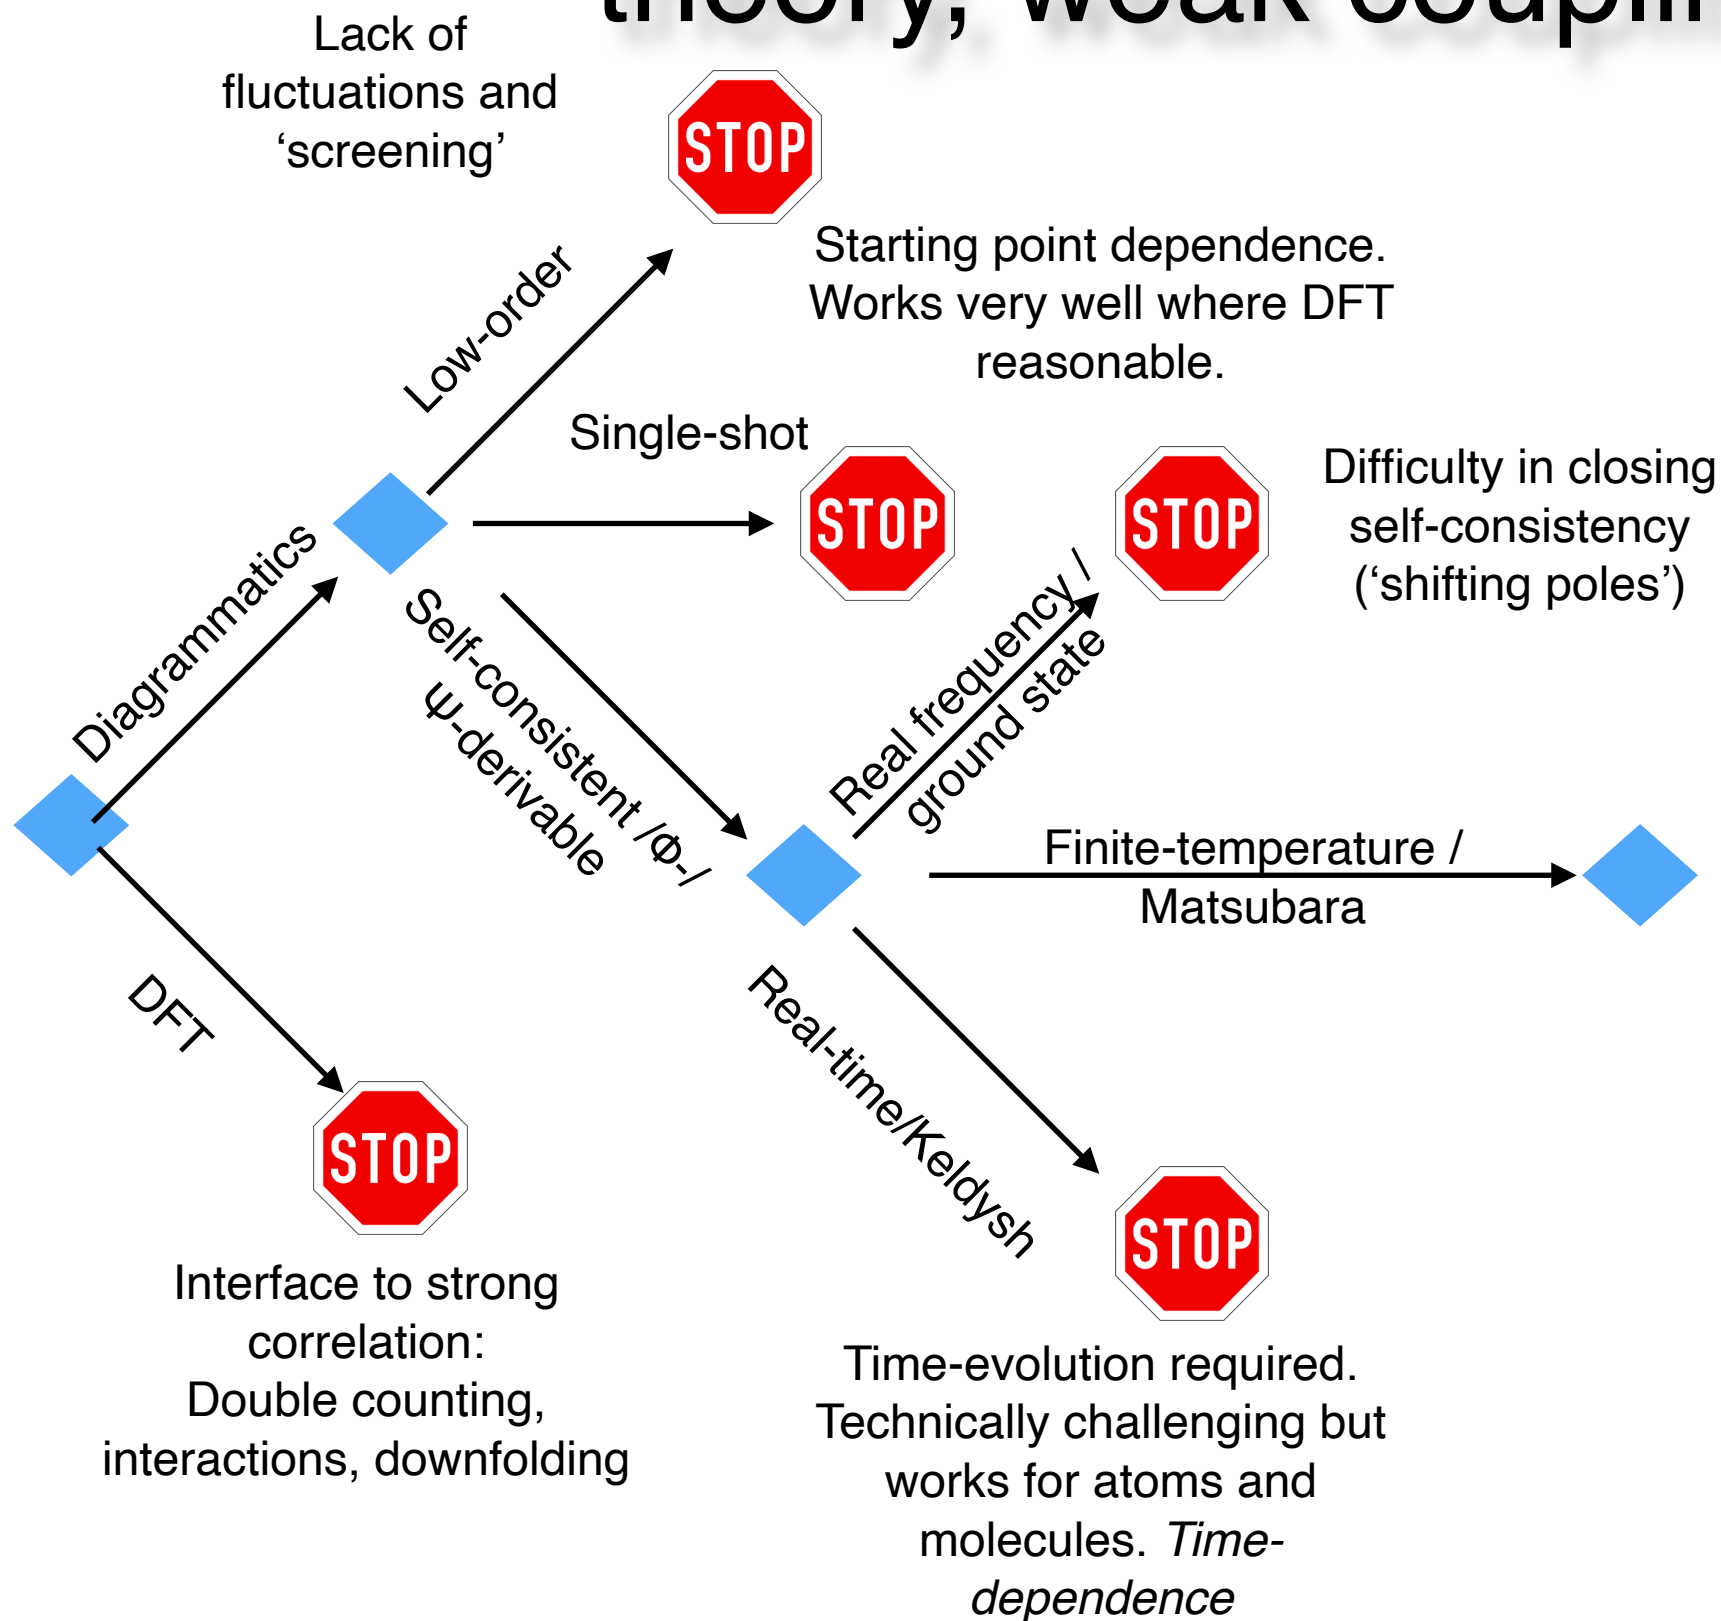 theory, weak coupli
Lack of
fluctuations and
‘screening’
STOP
Low-order
Starting point dependence.
Works very well where DFT
reasonable.
Single-shot
STOP
STOP
Difficulty in closing
self-consistency
(‘shifting poles’)
Diagrammatics
Self-consistent /Φ-/
Ψ-derivable
Real frequency /
ground state
Finite-temperature /
Matsubara
DFT
Real-time/Keldysh
STOP
STOP
Interface to strong
correlation:
Double counting,
interactions, downfolding
Time-evolution required.
Technically challenging but
works for atoms and
molecules. Time-
dependence